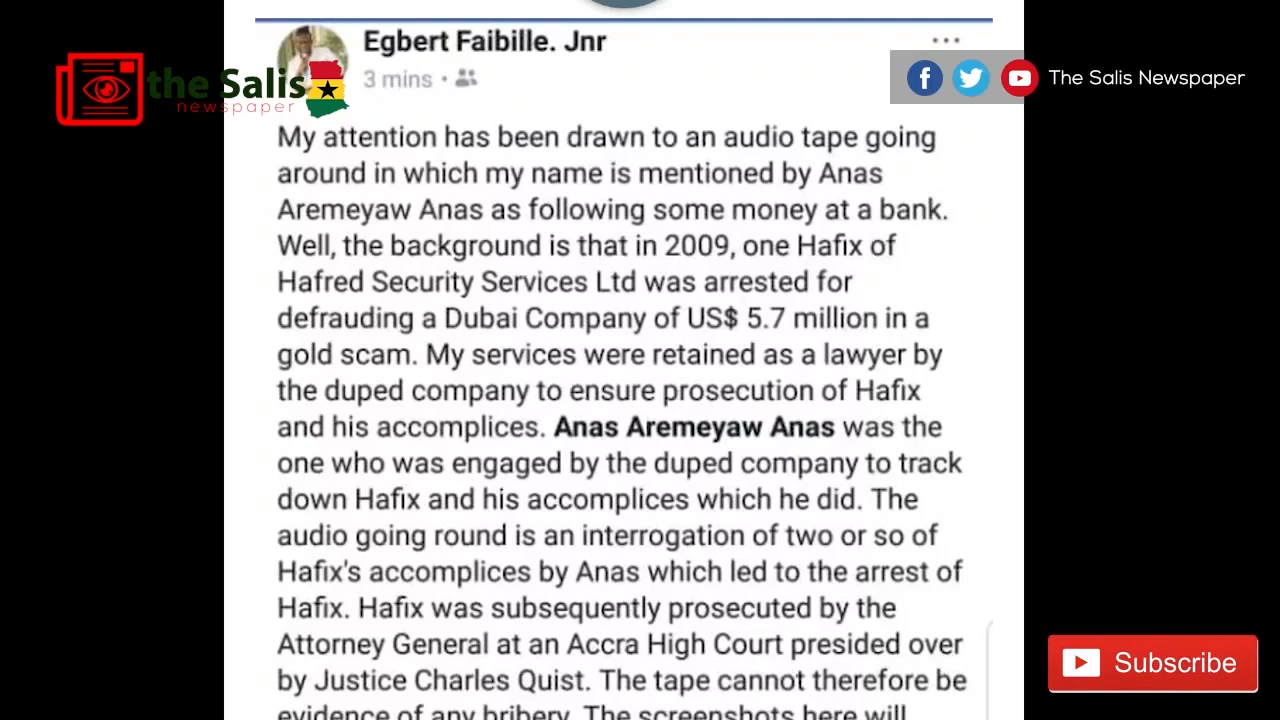 Egbert Faibille. Jnr
3 mins
the Salis
newspaper
The Salis Newspaper
My attention has been drawn to an audio tape going
around in which my name is mentioned by Anas
Aremeyaw Anas as following some money at a bank.
Well, the background is that in 2009, one Hafix of
Hafred Security Services Ltd was arrested for
defrauding a Dubai Company of US$ 5.7 million in a
gold scam. My services were retained as a lawyer by
the duped company to ensure prosecution of Hafix
and his accomplices. Anas Aremeyaw Anas was the
one who was engaged by the duped company to track
down Hafix and his accomplices which he did. The
audio going round is an interrogation of two or so of
Hafix's accomplices by Anas which led to the arrest of
Hafix. Hafix was subsequently prosecuted by the
Attorney General at an Accra High Court presided over
by Justice Charles Quist. The tape cannot therefore be
evidence of any bribery. The screenshots here will
Subscribe